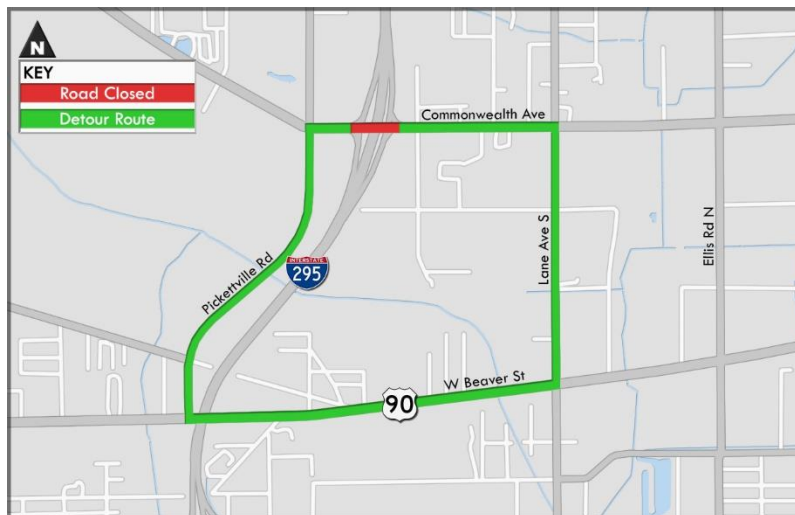 N
KEY
Road Closed
Detour Route
Commonwealth Ave
Pickettville Rd
INTERSTATE
295
Lane Ave S
Ellis Rd N
W Beaver St
90